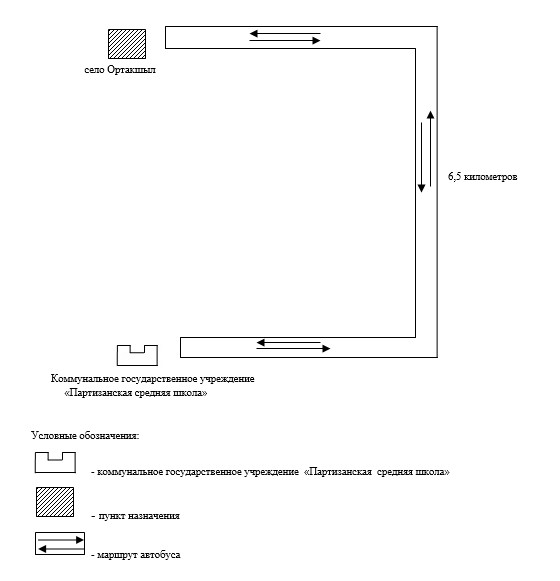 село Ортакшыл
6,5 километров
Коммунальное государственное учреждение
«Партизанская средняя школа»
Условные обозначения:
- коммунальное государственное учреждение «Партизанская средняя школа»
- пункт назначения
- маршрут автобуса